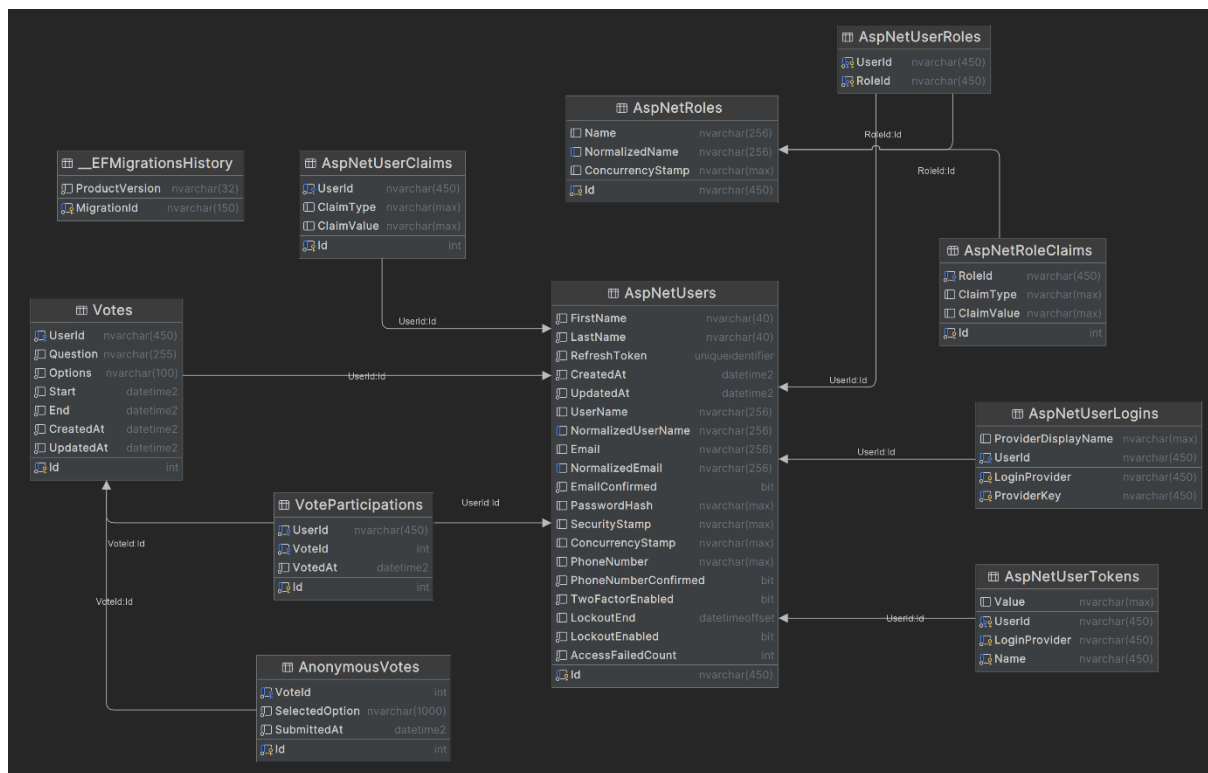 AspNetUserRoles
UserId nvarchar(450)
RoleId nvarchar(450)
AspNetRoles
Name nvarchar(256)
NormalizedName nvarchar(256)
ConcurrencyStamp nvarchar(max)
Id nvarchar(450)
RoleId:Id
RoleId:Id
__EFMigrationsHistory
ProductVersion nvarchar(32)
MigrationId nvarchar(150)
AspNetUserClaims
UserId nvarchar(450)
ClaimType nvarchar(max)
ClaimValue nvarchar(max)
Id int
AspNetRoleClaims
RoleId nvarchar(450)
ClaimType nvarchar(max)
ClaimValue nvarchar(max)
Id int
UserId:Id
Votes
UserId nvarchar(450)
Question nvarchar(255)
Options nvarchar(100)
Start datetime2
End datetime2
CreatedAt datetime2
UpdatedAt datetime2
Id int
UserId:Id
AspNetUsers
FirstName nvarchar(40)
LastName nvarchar(40)
RefreshToken uniqueidentifier
CreatedAt datetime2
UpdatedAt datetime2
UserName nvarchar(256)
NormalizedUserName nvarchar(256)
Email nvarchar(256)
NormalizedEmail nvarchar(256)
EmailConfirmed bit
PasswordHash nvarchar(max)
SecurityStamp nvarchar(max)
ConcurrencyStamp nvarchar(max)
PhoneNumber nvarchar(max)
PhoneNumberConfirmed bit
TwoFactorEnabled bit
LockoutEnd datetimeoffset
LockoutEnabled bit
AccessFailedCount int
Id nvarchar(450)
UserId:Id
AspNetUserLogins
ProviderDisplayName nvarchar(max)
UserId nvarchar(450)
LoginProvider nvarchar(450)
ProviderKey nvarchar(450)
UserId:Id
VoteParticipations
UserId nvarchar(450)
VoteId int
VotedAt datetime2
Id int
UserId:Id
VoteId:Id
VoteId:Id
AspNetUserTokens
Value nvarchar(max)
UserId nvarchar(450)
LoginProvider nvarchar(450)
Name nvarchar(450)
UserId:Id
AnonymousVotes
VoteId int
SelectedOption nvarchar(1000)
SubmittedAt datetime2
Id int